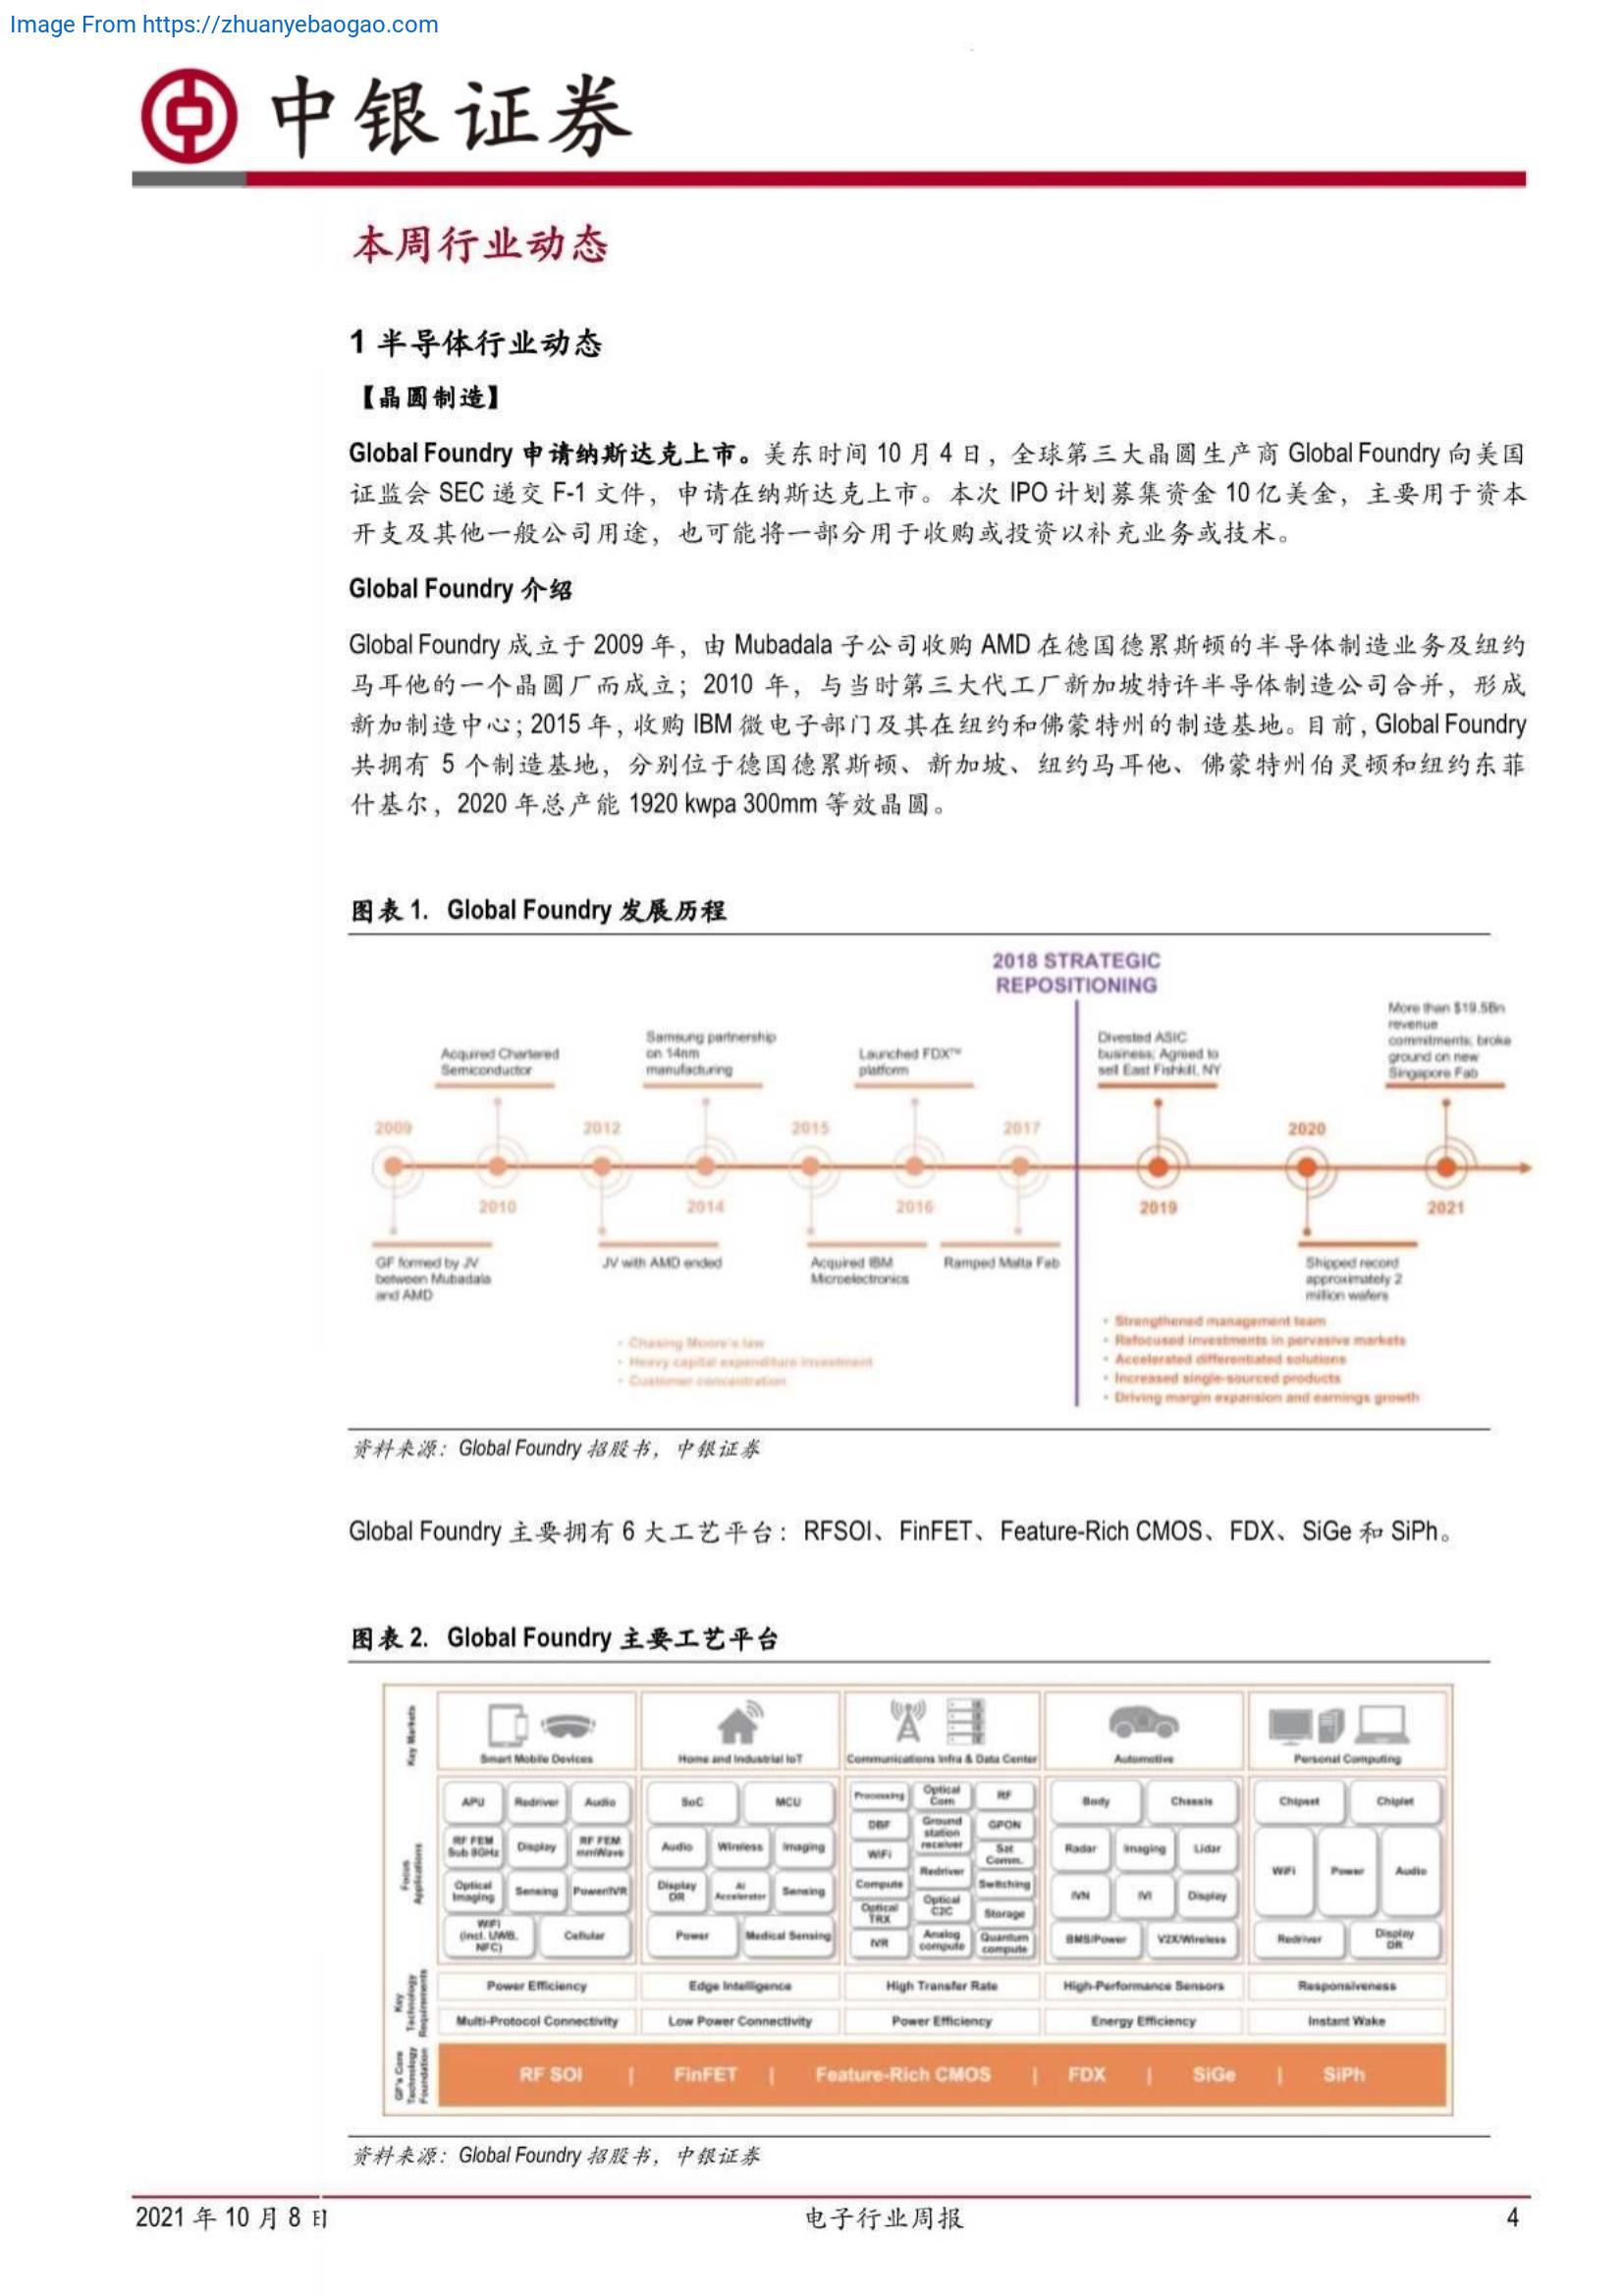 Image From https://zhuanyebaogao.com
中银证券
本周行业动态
1 半导体行业动态
【晶圆制造】
Global Foundry 申请纳斯达克上市。美东时间 10 月 4 日，全球第三大晶圆生产商 Global Foundry 向美国
证监会 SEC 递交 F-1 文件，申请在纳斯达克上市。本次 IPO 计划募集资金 10 亿美金，主要用于资本
开支及其他一般公司用途，也可能将一部分用于收购或投资以补充业务或技术。
Global Foundry 介绍
Global Foundry 成立于 2009 年，由 Mubadala 子公司收购 AMD 在德国德累斯顿的半导体制造业务及纽约
马耳他的一个晶圆厂而成立；2010 年，与当时第三大代工厂新加坡特许半导体制造公司合并，形成
新加制造中心；2015 年，收购 IBM 微电子部门及其在纽约和佛蒙特州的制造基地。目前，Global Foundry
共拥有 5 个制造基地，分别位于德国德累斯顿、新加坡、纽约马耳他、佛蒙特州伯灵顿和纽约东菲
什基尔，2020 年总产能 1920 kwpa 300mm 等效晶圆。
图表 1. Global Foundry 发展历程
2018 STRATEGIC
REPOSITIONING
Acquired Chartered
Semiconductor
Samsung partnership
on 14nm
manufacturing
Launched FDX™
platform
Divested ASIC
business; Agreed to
sell East Fishkill, NY
More than $19.5Bn
revenue
commitments; broke
ground on new
Singapore Fab
2009
2012
2015
2017
2020
2010
2014
2016
2019
2021
GF formed by JV
between Mubadala
and AMD
JV with AMD ended
Acquired IBM
Microelectronics
Ramped Malta Fab
Shipped record
approximately 2
million wafers
• Chasing Moore's law
• Heavy capital expenditure investment
• Customer concentration
• Strengthened management team
• Refocused investments in pervasive markets
• Accelerated differentiated solutions
• Increased single-sourced products
• Driving margin expansion and earnings growth
资料来源：Global Foundry 招股书，中银证券
Global Foundry 主要拥有 6 大工艺平台：RFSOI、FinFET、Feature-Rich CMOS、FDX、SiGe 和 SiPh。
图表 2. Global Foundry 主要工艺平台
Key Markets
Smart Mobile Devices
Home and Industrial IoT
Communications Infra & Data Center
Automotive
Personal Computing
Focus
Applications
APU
Redriver
Audio
RF FEM
Sub 6GHz
Display
RF FEM
mmWave
Optical
Imaging
Sensing
Power/IVR
WiFi
(incl. UWB,
NFC)
Cellular
SoC
MCU
Audio
Wireless
Imaging
Display
DR
AI
Accelerator
Sensing
Power
Medical Sensing
Processing
DBF
WiFi
Compute
Optical
TRX
IVR
Optical
Com
Ground
station
receiver
Redriver
Optical
C2C
Analog
compute
RF
GPON
Sat
Comm.
Switching
Storage
Quantum
compute
Body
Chassis
Radar
Imaging
Lidar
IVN
IVI
Display
BMS/Power
V2X/Wireless
Chipset
Chiplet
WiFi
Power
Audio
Redriver
Display
DR
Key
Technology
Requirements
Power Efficiency
Edge Intelligence
High Transfer Rate
High-Performance Sensors
Responsiveness
Multi-Protocol Connectivity
Low Power Connectivity
Power Efficiency
Energy Efficiency
Instant Wake
GF's Core
Technology
Foundation
RF SOI | FinFET | Feature-Rich CMOS | FDX | SiGe | SiPh
资料来源：Global Foundry 招股书，中银证券
2021 年 10 月 8 日
电子行业周报
4